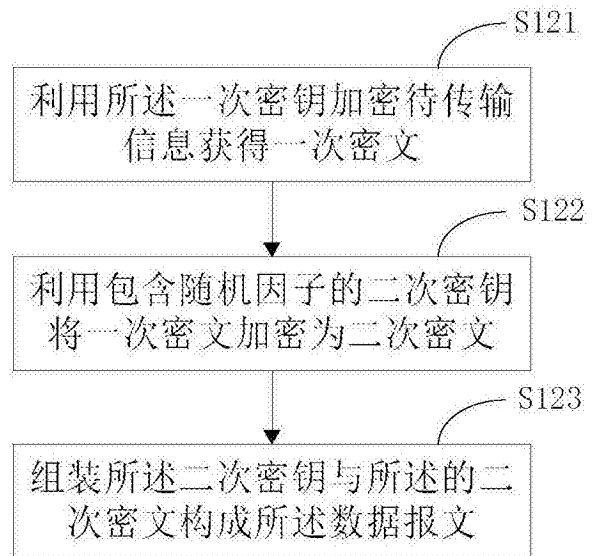 S121
利用所述一次密钥加密待传输
信息获得一次密文
S122
利用包含随机因子的二次密钥
将一次密文加密为二次密文
S123
组装所述二次密钥与所述的二
次密文构成所述数据报文